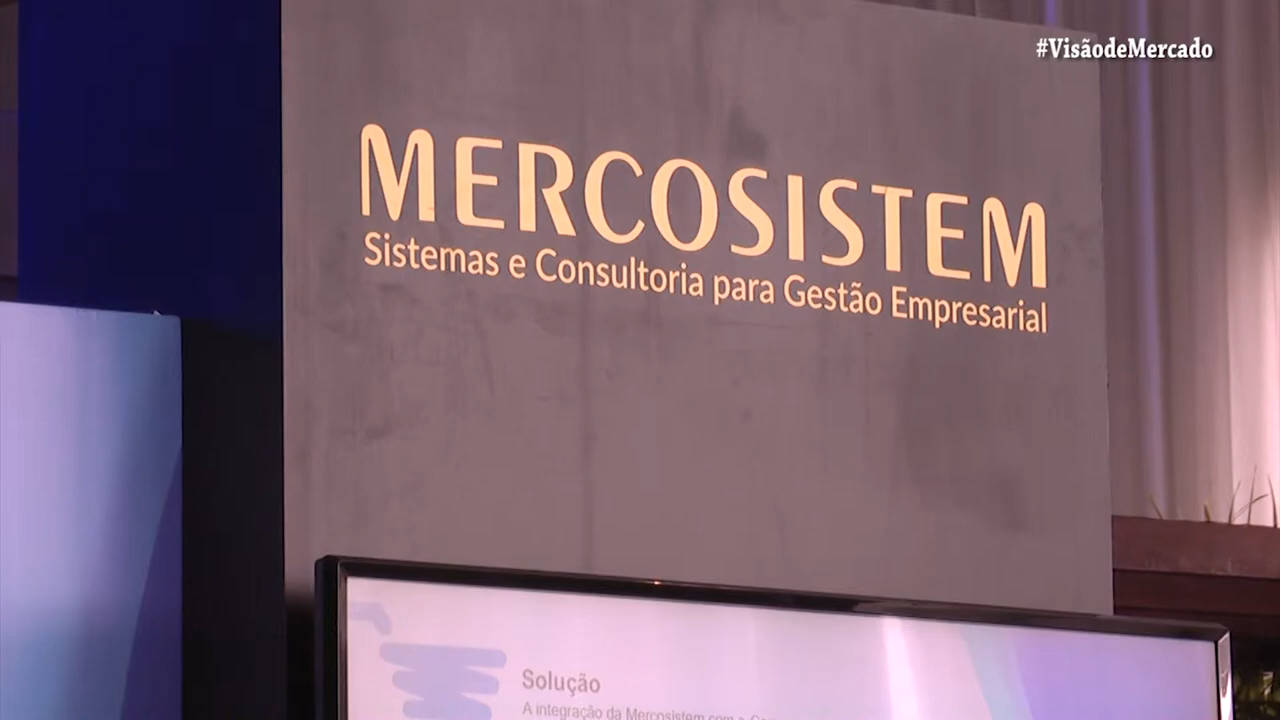 #VisãodeMercado
MERCOSISTEM
Sistemas e Consultoria para Gestão Empresarial
Solução
A integração da Mercosistem com a